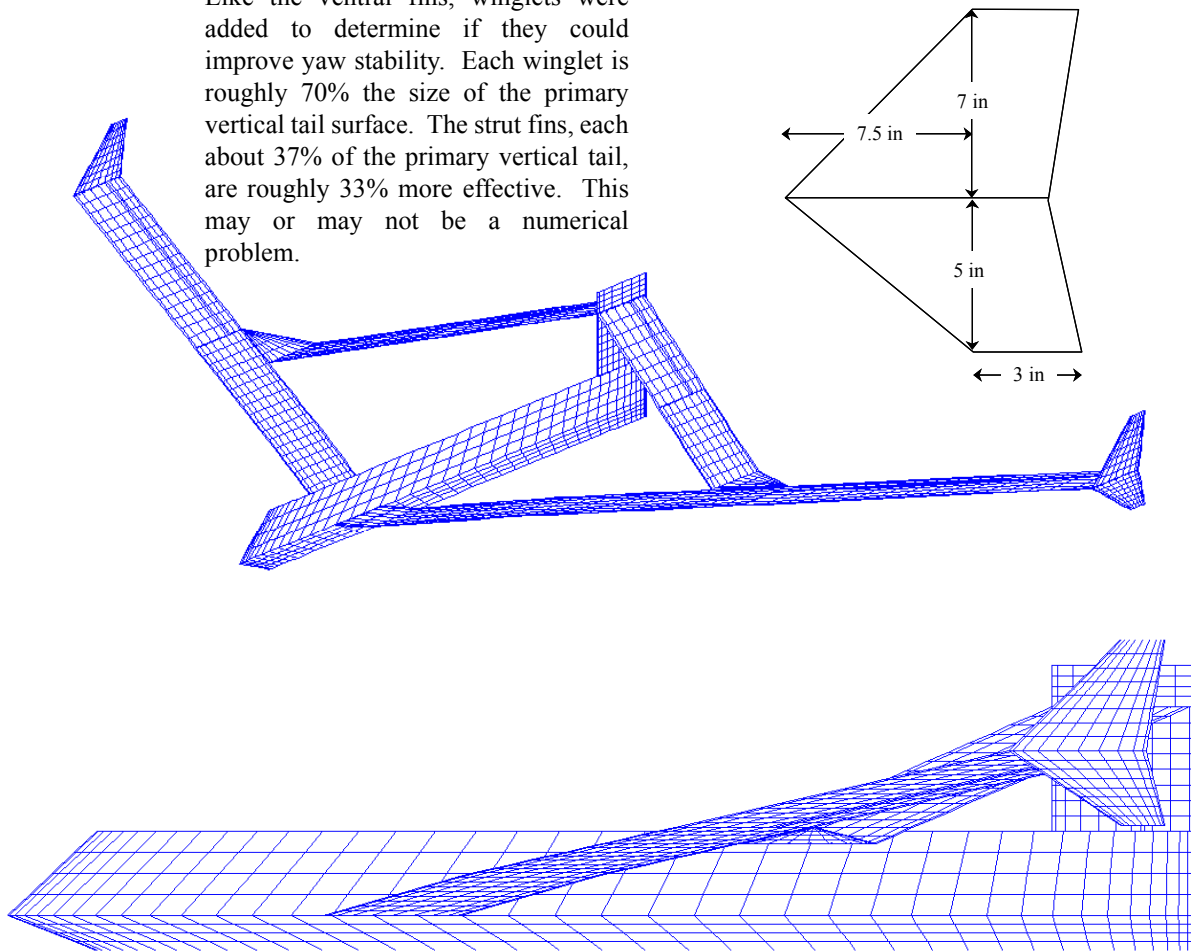 Like the ventral fins, winglets were
added to determine if they could
improve yaw stability. Each winglet is
roughly 70% the size of the primary
vertical tail surface. The strut fins, each
about 37% of the primary vertical tail,
are roughly 33% more effective. This
may or may not be a numerical
problem.
7 in
7.5 in
5 in
3 in